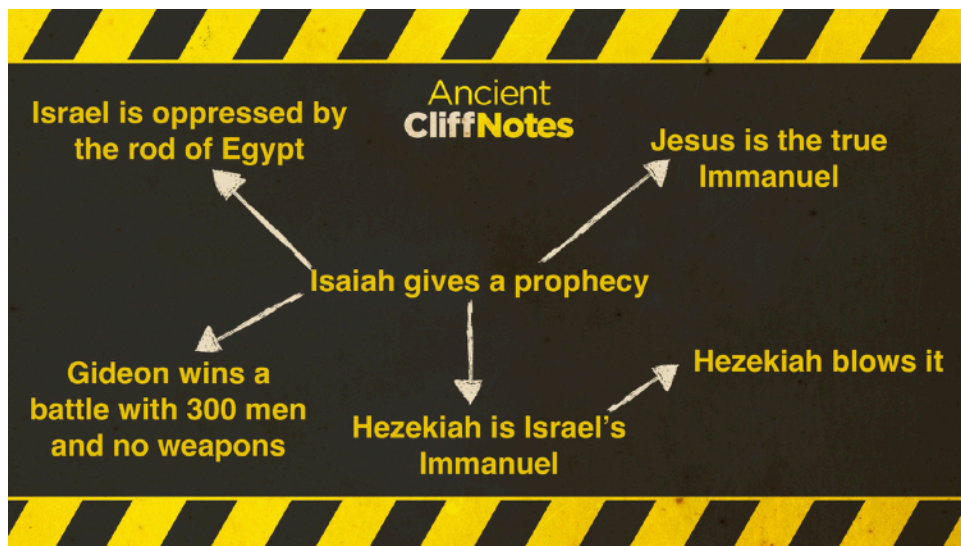 Ancient
CliffNotes
Israel is oppressed by
the rod of Egypt
Jesus is the true
Immanuel
Isaiah gives a prophecy
Gideon wins a
battle with 300 men
and no weapons
Hezekiah is Israel’s
Immanuel
Hezekiah blows it